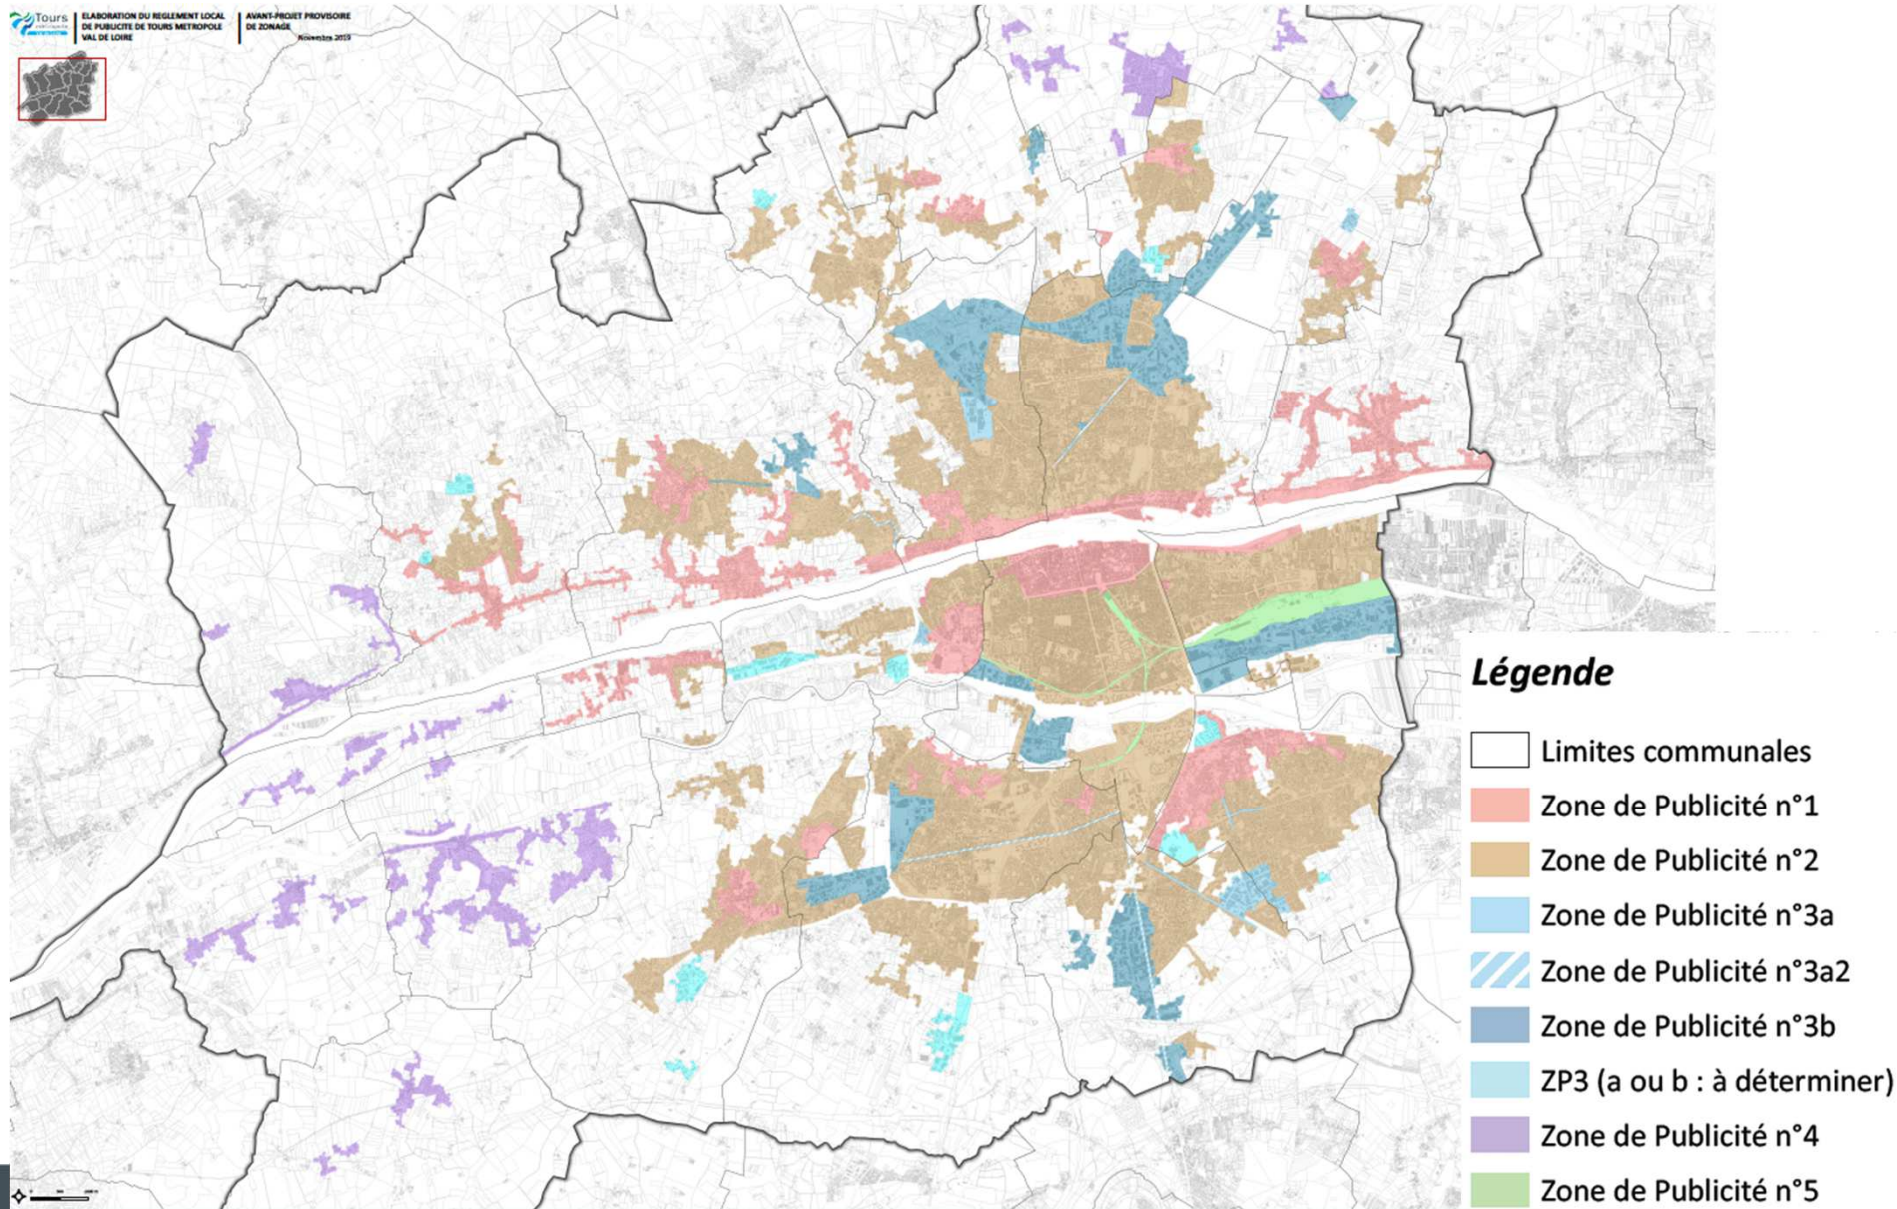 Tours
ELABORATION DU REGLEMENT LOCAL
DE PUBLICITE DE TOURS METROPOLE
VAL DE LOIRE
AVANT-PROJET PROVISOIRE
DE ZONAGE
Novembre 2019
Légende
Limites communales
Zone de Publicité n°1
Zone de Publicité n°2
Zone de Publicité n°3a
Zone de Publicité n°3a2
Zone de Publicité n°3b
ZP3 (a ou b : à déterminer)
Zone de Publicité n°4
Zone de Publicité n°5